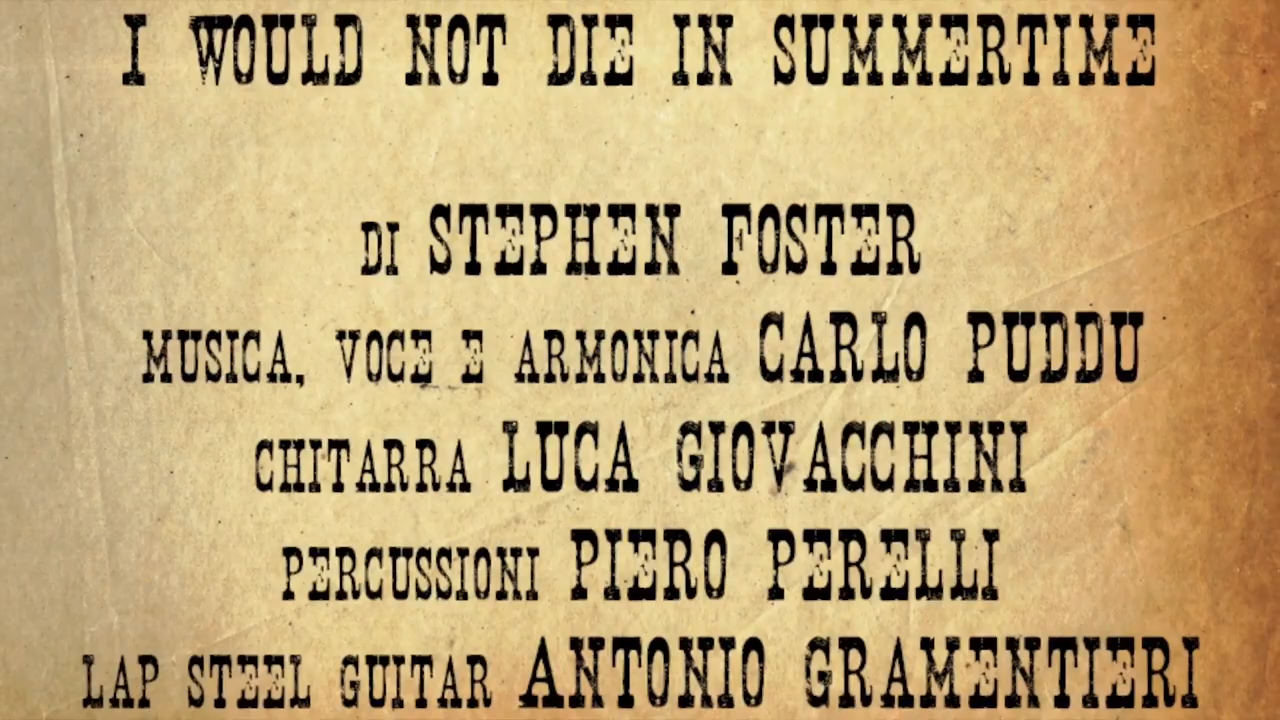 I WOULD NOT DIE IN SUMMERTIME
DI STEPHEN FOSTER
MUSICA, VOCE E ARMONICA CARLO PUDDU
CHITARRA LUCA GIOVACCHINI
PERCUSSIONI PIERO PERELLI
LAP STEEL GUITAR ANTONIO GRAMENTIERI